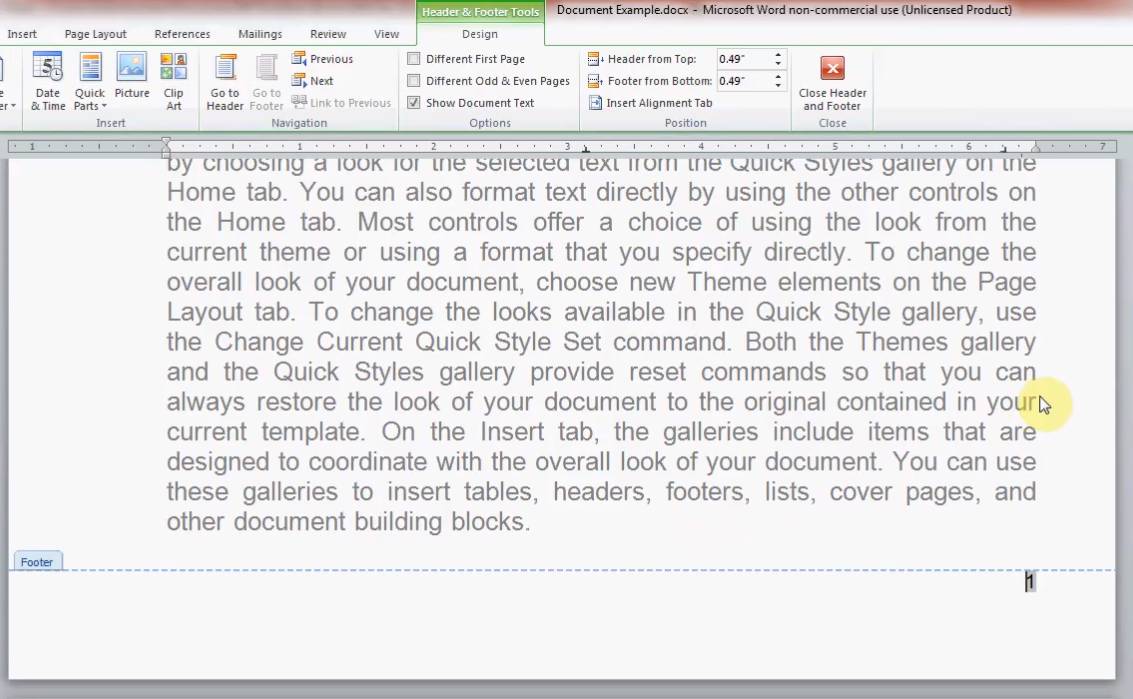 Header & Footer Tools
Document Example.docx - Microsoft Word non-commercial use (Unlicensed Product)
Insert Page Layout References Mailings Review View Design
Date & Time
Quick Parts
Picture
Clip Art
Insert
Go to Header
Go to Footer
Previous
Next
Link to Previous
Navigation
Different First Page
Different Odd & Even Pages
Show Document Text
Options
Header from Top: 0.49"
Footer from Bottom: 0.49"
Insert Alignment Tab
Position
Close Header and Footer
Close
1 1 2 3 4 5 6 7
by choosing a look for the selected text from the Quick Styles gallery on the
Home tab. You can also format text directly by using the other controls on
the Home tab. Most controls offer a choice of using the look from the
current theme or using a format that you specify directly. To change the
overall look of your document, choose new Theme elements on the Page
Layout tab. To change the looks available in the Quick Style gallery, use
the Change Current Quick Style Set command. Both the Themes gallery
and the Quick Styles gallery provide reset commands so that you can
always restore the look of your document to the original contained in your
current template. On the Insert tab, the galleries include items that are
designed to coordinate with the overall look of your document. You can use
these galleries to insert tables, headers, footers, lists, cover pages, and
other document building blocks.
Footer
1